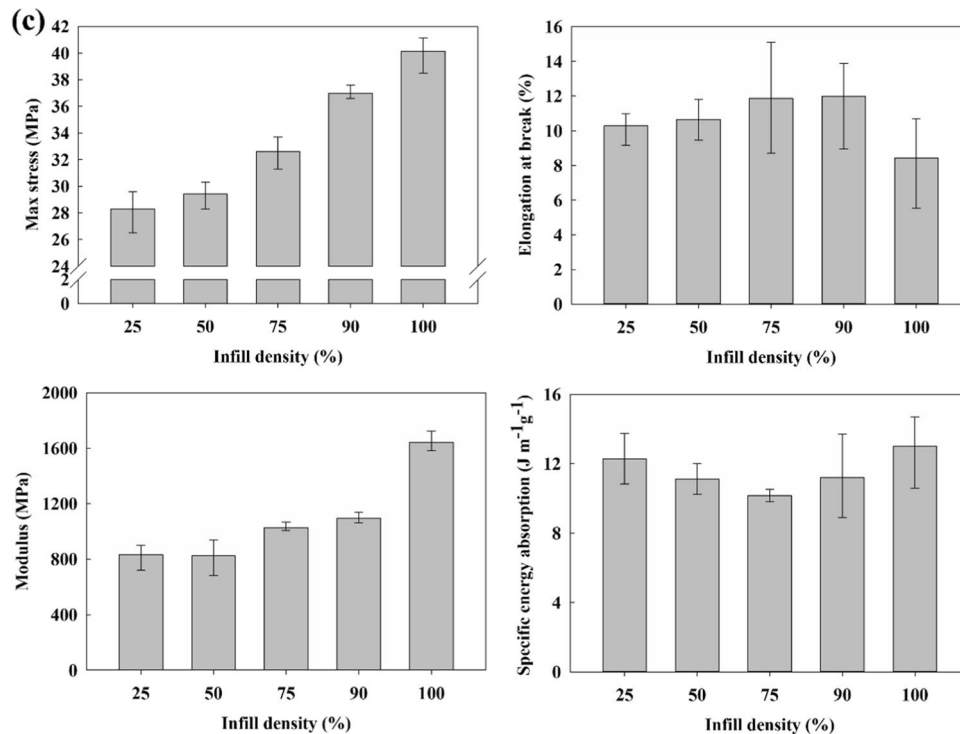 (c)
Max stress (MPa)
42
40
38
36
34
32
30
28
26
24
2
0
25 50 75 90 100
Infill density (%)
Elongation at break (%)
16
14
12
10
8
6
4
2
0
25 50 75 90 100
Infill density (%)
Modulus (MPa)
2000
1600
1200
800
400
0
25 50 75 90 100
Infill density (%)
Specific energy absorption (J m⁻¹g⁻¹)
16
12
8
4
0
25 50 75 90 100
Infill density (%)